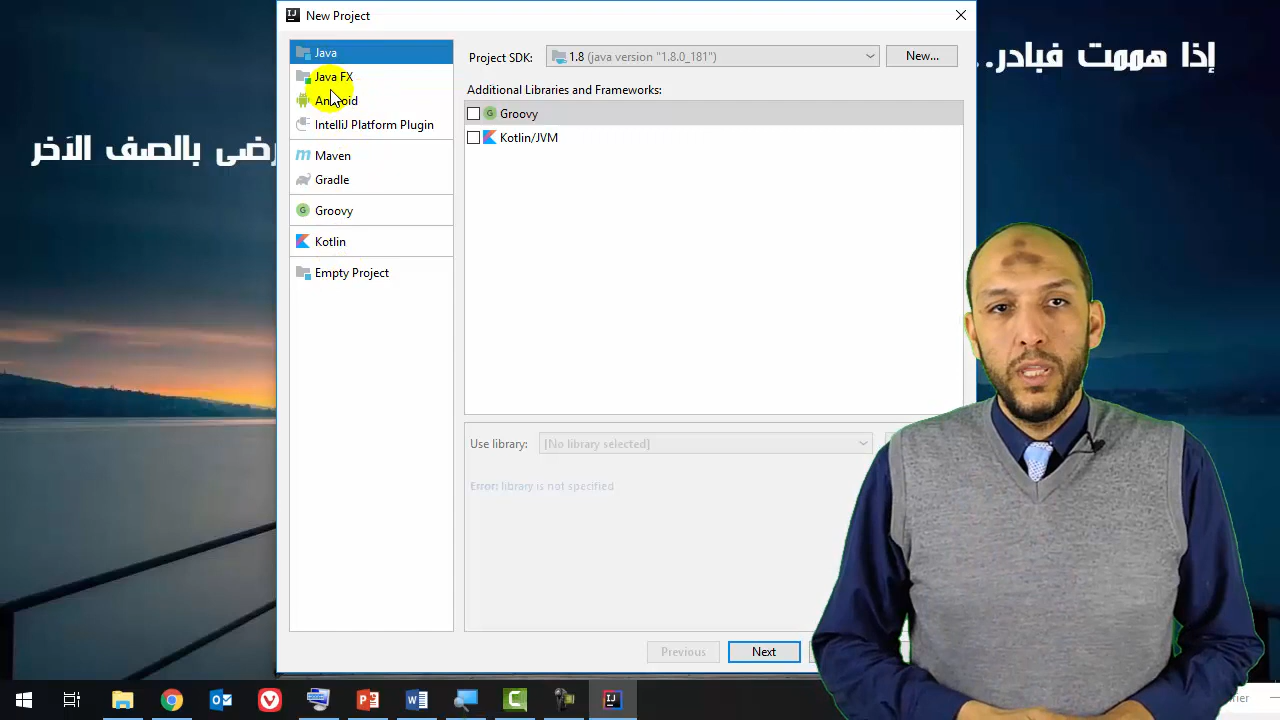 New Project
إذا هممت فبادر..
رضى بالصف الآخر
Java
Java FX
Android
IntelliJ Platform Plugin
Maven
Gradle
Groovy
Kotlin
Empty Project
Project SDK:
1.8 (java version "1.8.0_181")
New...
Additional Libraries and Frameworks:
Groovy
Kotlin/JVM
Use library:
[No library selected]
Error: library is not specified
Previous
Next